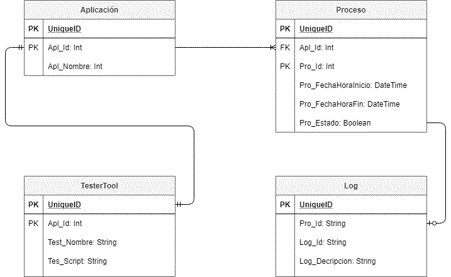 Aplicación
PK UniqueID
PK Apl_Id: Int
Apl_Nombre: Int
Proceso
PK UniqueID
FK Apl_Id: Int
PK Pro_Id: Int
Pro_FechaHoraInicio: DateTime
Pro_FechaHoraFin: DateTime
Pro_Estado: Boolean
TesterTool
PK UniqueID
PK Apl_Id: Int
Test_Nombre: String
Tes_Script: String
Log
PK UniqueID
Pro_Id: String
Log_Id: String
Log_Decripcion: String